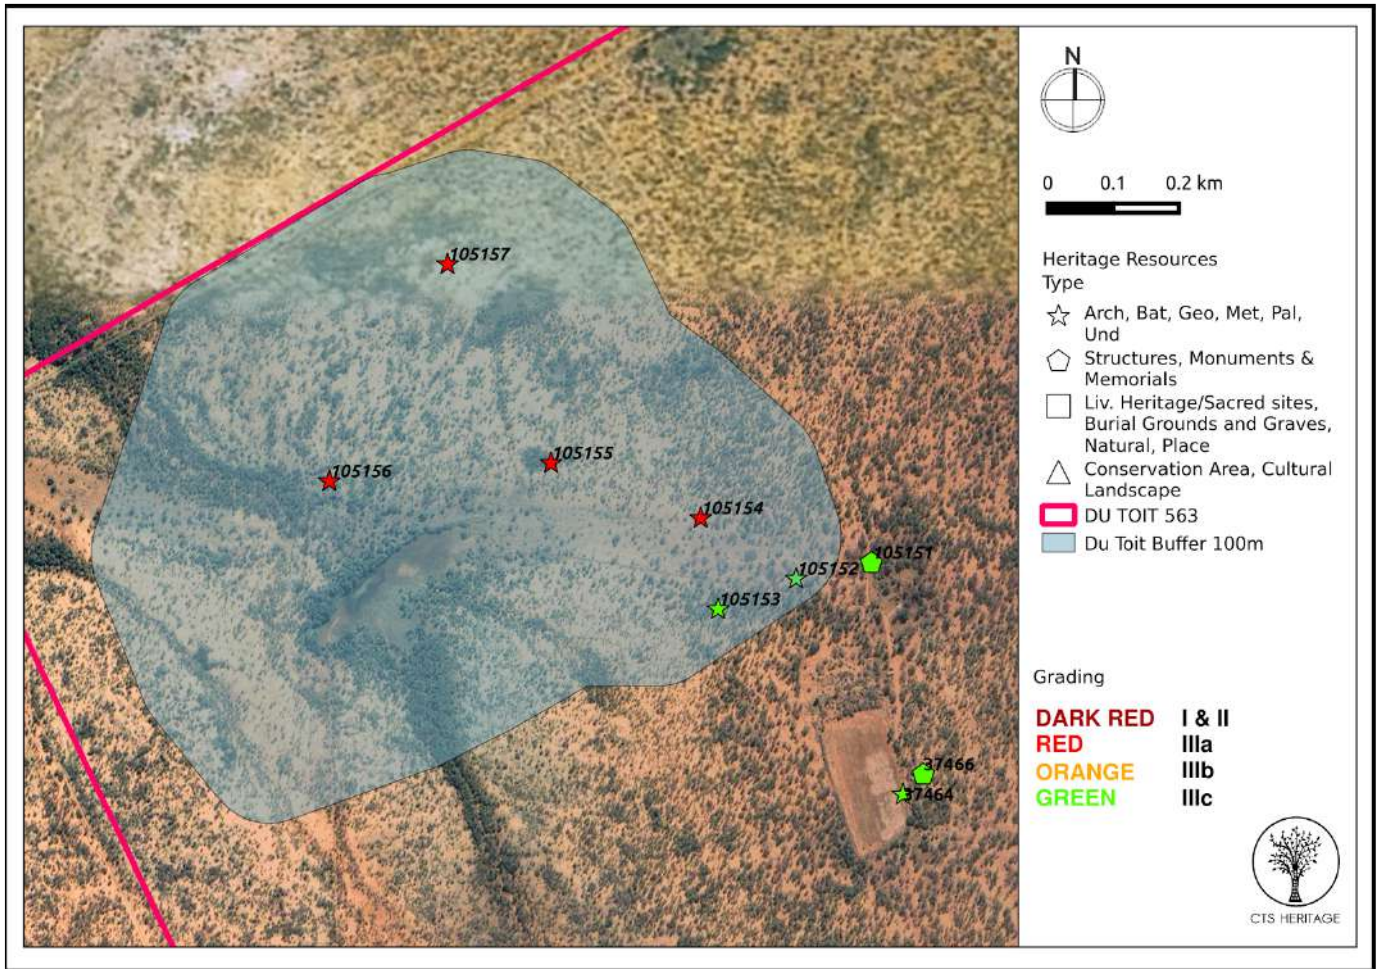 105157
105156
105155
105154
105151
105152
105153
37466
37464
N
0 0.1 0.2 km
Heritage Resources
Type
Arch, Bat, Geo, Met, Pal,
Und
Structures, Monuments &
Memorials
Liv. Heritage/Sacred sites,
Burial Grounds and Graves,
Natural, Place
Conservation Area, Cultural
Landscape
DU TOIT 563
Du Toit Buffer 100m
Grading
DARK RED I & II
RED IIIa
ORANGE IIIb
GREEN IIIc
CTS HERITAGE